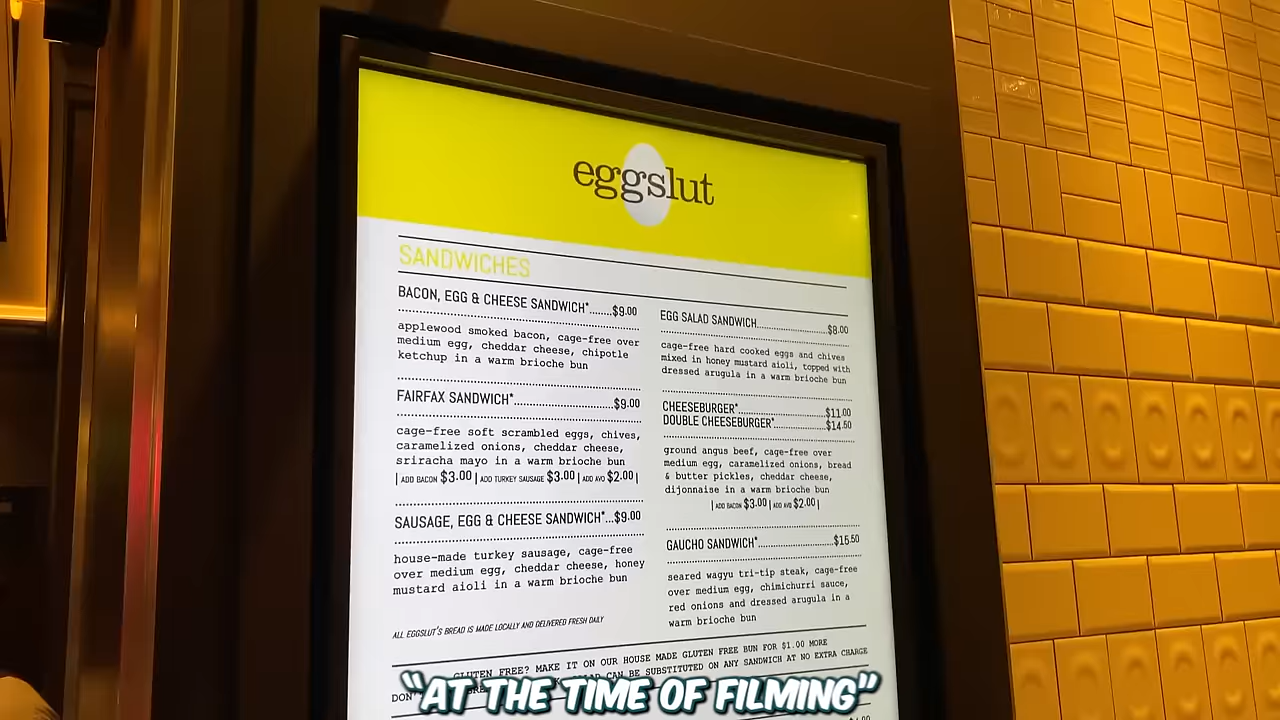 eggslut
SANDWICHES
BACON, EGG & CHEESE SANDWICH*........$9.00
applewood smoked bacon, cage-free over
medium egg, cheddar cheese, chipotle
ketchup in a warm brioche bun
FAIRFAX SANDWICH*..............................$9.00
cage-free soft scrambled eggs, chives,
caramelized onions, cheddar cheese,
sriracha mayo in a warm brioche bun
| ADD BACON $3.00 | ADD TURKEY SAUSAGE $3.00 | ADD AVO $2.00 |
SAUSAGE, EGG & CHEESE SANDWICH*...$9.00
house-made turkey sausage, cage-free
over medium egg, cheddar cheese, honey
mustard aioli in a warm brioche bun
ALL EGGSLUT'S BREAD IS MADE LOCALLY AND DELIVERED FRESH DAILY
EGG SALAD SANDWICH.....................$8.00
cage-free hard cooked eggs and chives
mixed in honey mustard aioli, topped with
dressed arugula in a warm brioche bun
CHEESEBURGER*..........................$11.00
DOUBLE CHEESEBURGER*...............$14.50
ground angus beef, cage-free over
medium egg, caramelized onions, bread
& butter pickles, cheddar cheese,
dijonnaise in a warm brioche bun
| ADD BACON $3.00 | ADD AVO $2.00 |
GAUCHO SANDWICH*.......................$16.50
seared wagyu tri-tip steak, cage-free
over medium egg, chimichurri sauce,
red onions and dressed arugula in a
warm brioche bun
GLUTEN FREE? MAKE IT ON OUR HOUSE MADE GLUTEN FREE BUN FOR $1.00 MORE
CAN BE SUBSTITUTED ON ANY SANDWICH AT NO EXTRA CHARGE
"AT THE TIME OF FILMING"